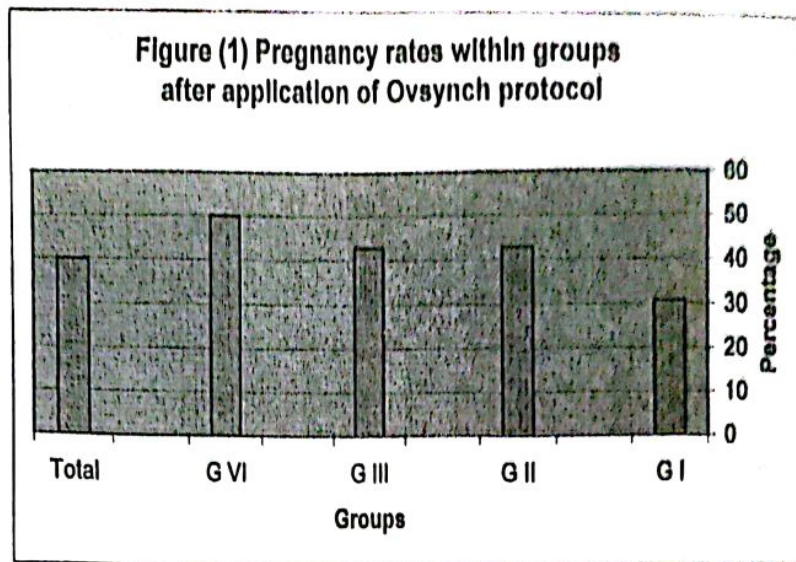 Figure (1) Pregnancy rates within groups
after application of Ovsynch protocol
60
50
40
30
20
10
0
Percentage
Total G VI G III G II G I
Groups